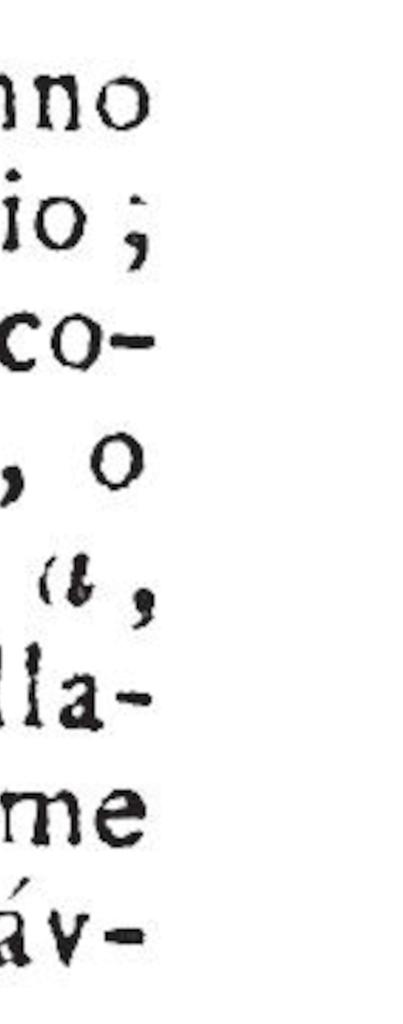 nno
io ;
co-
, o
a ,
lla-
me
áv-